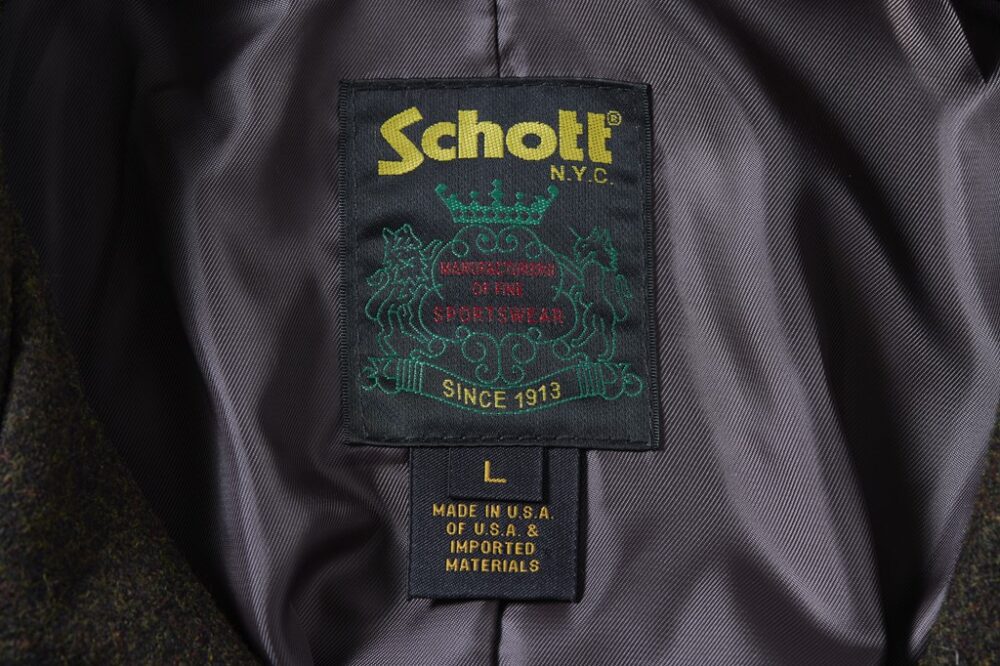 Schott®
N.Y.C.
MANUFACTURERS
OF FINE
SPORTSWEAR
SINCE 1913
L
MADE IN U.S.A.
OF U.S.A. &
IMPORTED
MATERIALS